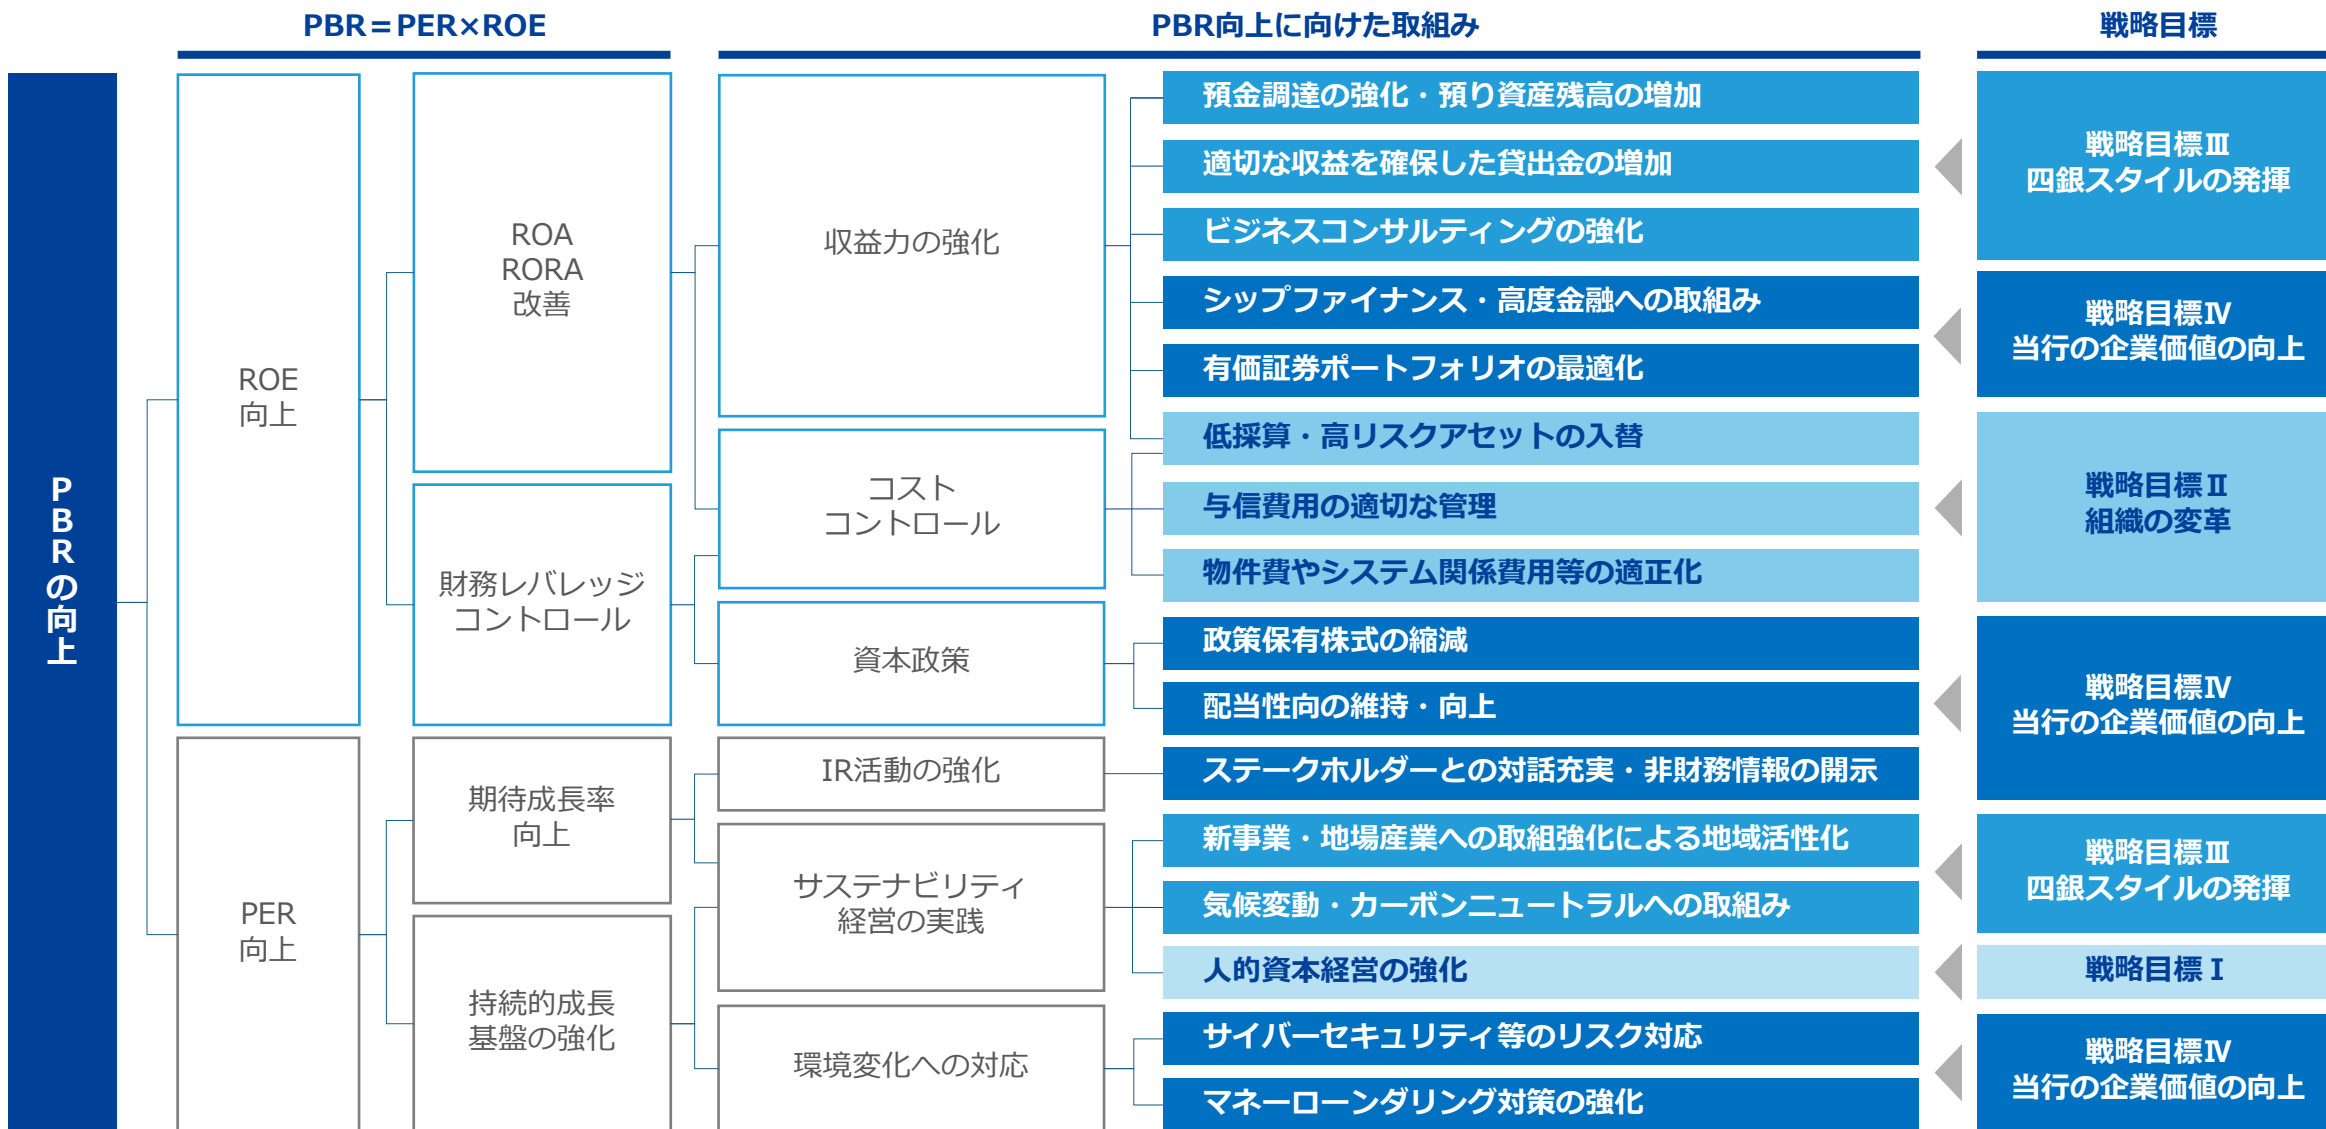 PBR＝PER×ROE
PBR向上に向けた取組み
戦略目標
PBRの向上
ROE
向上
PER
向上
ROA
RORA
改善
財務レバレッジ
コントロール
期待成長率
向上
持続的成長
基盤の強化
収益力の強化
コスト
コントロール
資本政策
IR活動の強化
サステナビリティ
経営の実践
環境変化への対応
預金調達の強化・預り資産残高の増加
適切な収益を確保した貸出金の増加
ビジネスコンサルティングの強化
シップファイナンス・高度金融への取組み
有価証券ポートフォリオの最適化
低採算・高リスクアセットの入替
与信費用の適切な管理
物件費やシステム関係費用等の適正化
政策保有株式の縮減
配当性向の維持・向上
ステークホルダーとの対話充実・非財務情報の開示
新事業・地場産業への取組強化による地域活性化
気候変動・カーボンニュートラルへの取組み
人的資本経営の強化
サイバーセキュリティ等のリスク対応
マネーローンダリング対策の強化
戦略目標Ⅲ
四銀スタイルの発揮
戦略目標Ⅳ
当行の企業価値の向上
戦略目標Ⅱ
組織の変革
戦略目標Ⅳ
当行の企業価値の向上
戦略目標Ⅲ
四銀スタイルの発揮
戦略目標Ⅰ
戦略目標Ⅳ
当行の企業価値の向上